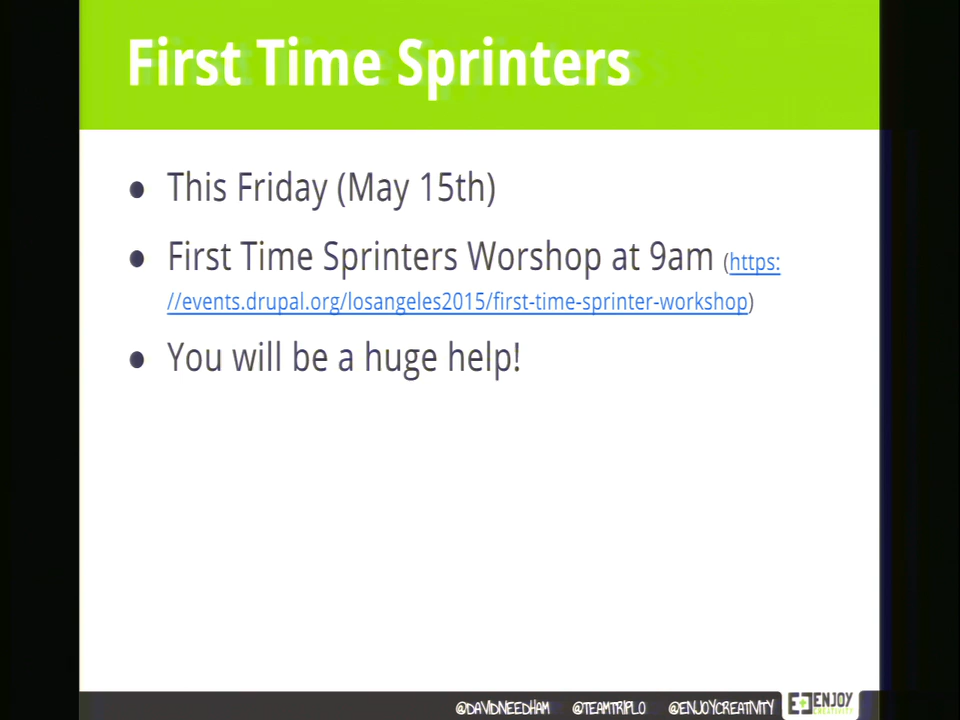 First Time Sprinters
● This Friday (May 15th)
● First Time Sprinters Worshop at 9am (https:
//events.drupal.org/losangeles2015/first-time-sprinter-workshop)
● You will be a huge help!
@DAVIDNEEDHAM @TEAMTRIPLO @ENJOYCREATIVITY ENJOY
CREATIVITY